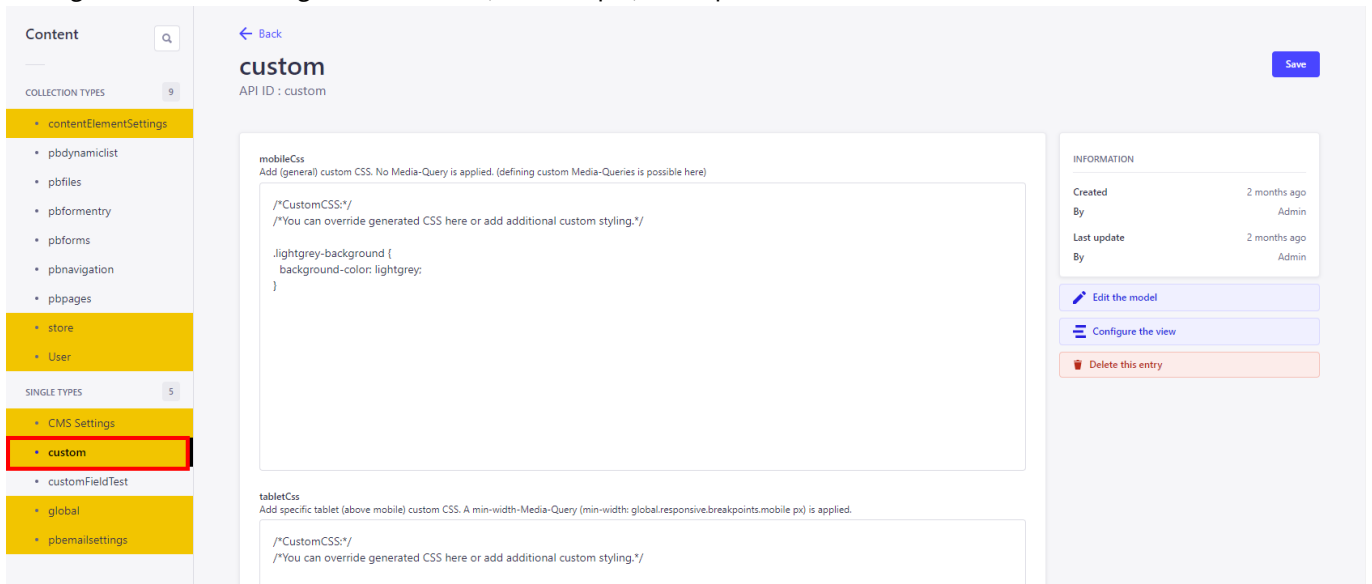 Content
COLLECTION TYPES 9
contentElementSettings
pbdynamiclist
pbfiles
pbformentry
pbforms
pbnavigation
pbpages
store
User
SINGLE TYPES 5
CMS Settings
custom
customFieldTest
global
pbemailsettings
Back
custom
API ID : custom
Save
mobileCss
Add (general) custom CSS. No Media-Query is applied. (defining custom Media-Queries is possible here)
/*CustomCSS:*/
/*You can override generated CSS here or add additional custom styling.*/
.lightgrey-background {
background-color: lightgrey;
}
tabletCss
Add specific tablet (above mobile) custom CSS. A min-width-Media-Query (min-width: global.responsive.breakpoints.mobile px) is applied.
/*CustomCSS:*/
/*You can override generated CSS here or add additional custom styling.*/
INFORMATION
Created 2 months ago
By Admin
Last update 2 months ago
By Admin
Edit the model
Configure the view
Delete this entry